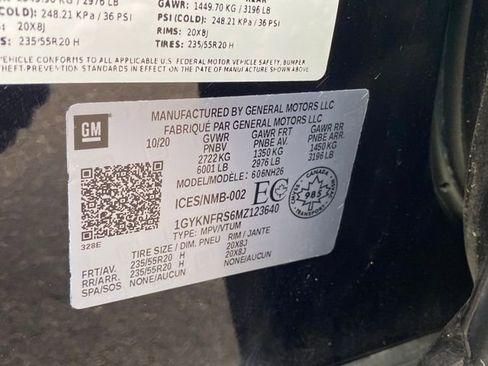 2976 LB
248.21 KPa / 36 PSI
20X8J
235/55R20 H
GAWR: 1449.70 KG / 3196 LB
PSI(COLD): 248.21 KPa / 36 PSI
RIMS: 20X8J
TIRES: 235/55R20 H
VEHICLE CONFORMS TO ALL APPLICABLE U.S. FEDERAL MOTOR VEHICLE SAFETY, BUMPER
THEFT-PREVENTION STANDARDS IN EFFECT ON THE DATE OF MANUFACTURE SHOWN ABOVE
GM
MANUFACTURED BY GENERAL MOTORS LLC
FABRIQUÉ PAR GENERAL MOTORS LLC
10/20 GVWR GAWR FRT GAWR RR
PNBV PNBE AV. PNBE ARR.
2722 KG 1350 KG 1450 KG
6001 LB 2976 LB 3196 LB
MODEL/MODÈLE: 606NH26
ICES/NMB-002 EC CANADA 985
1GYKNFRS6MZ123640
TYPE: MPV/VTUM
328E
TIRE SIZE / DIM. PNEU RIM / JANTE
FRT/AV. 235/55R20 H 20X8J
RR/ARR. 235/55R20 H 20X8J
SPA/SOS NONE/AUCUN NONE/AUCUN